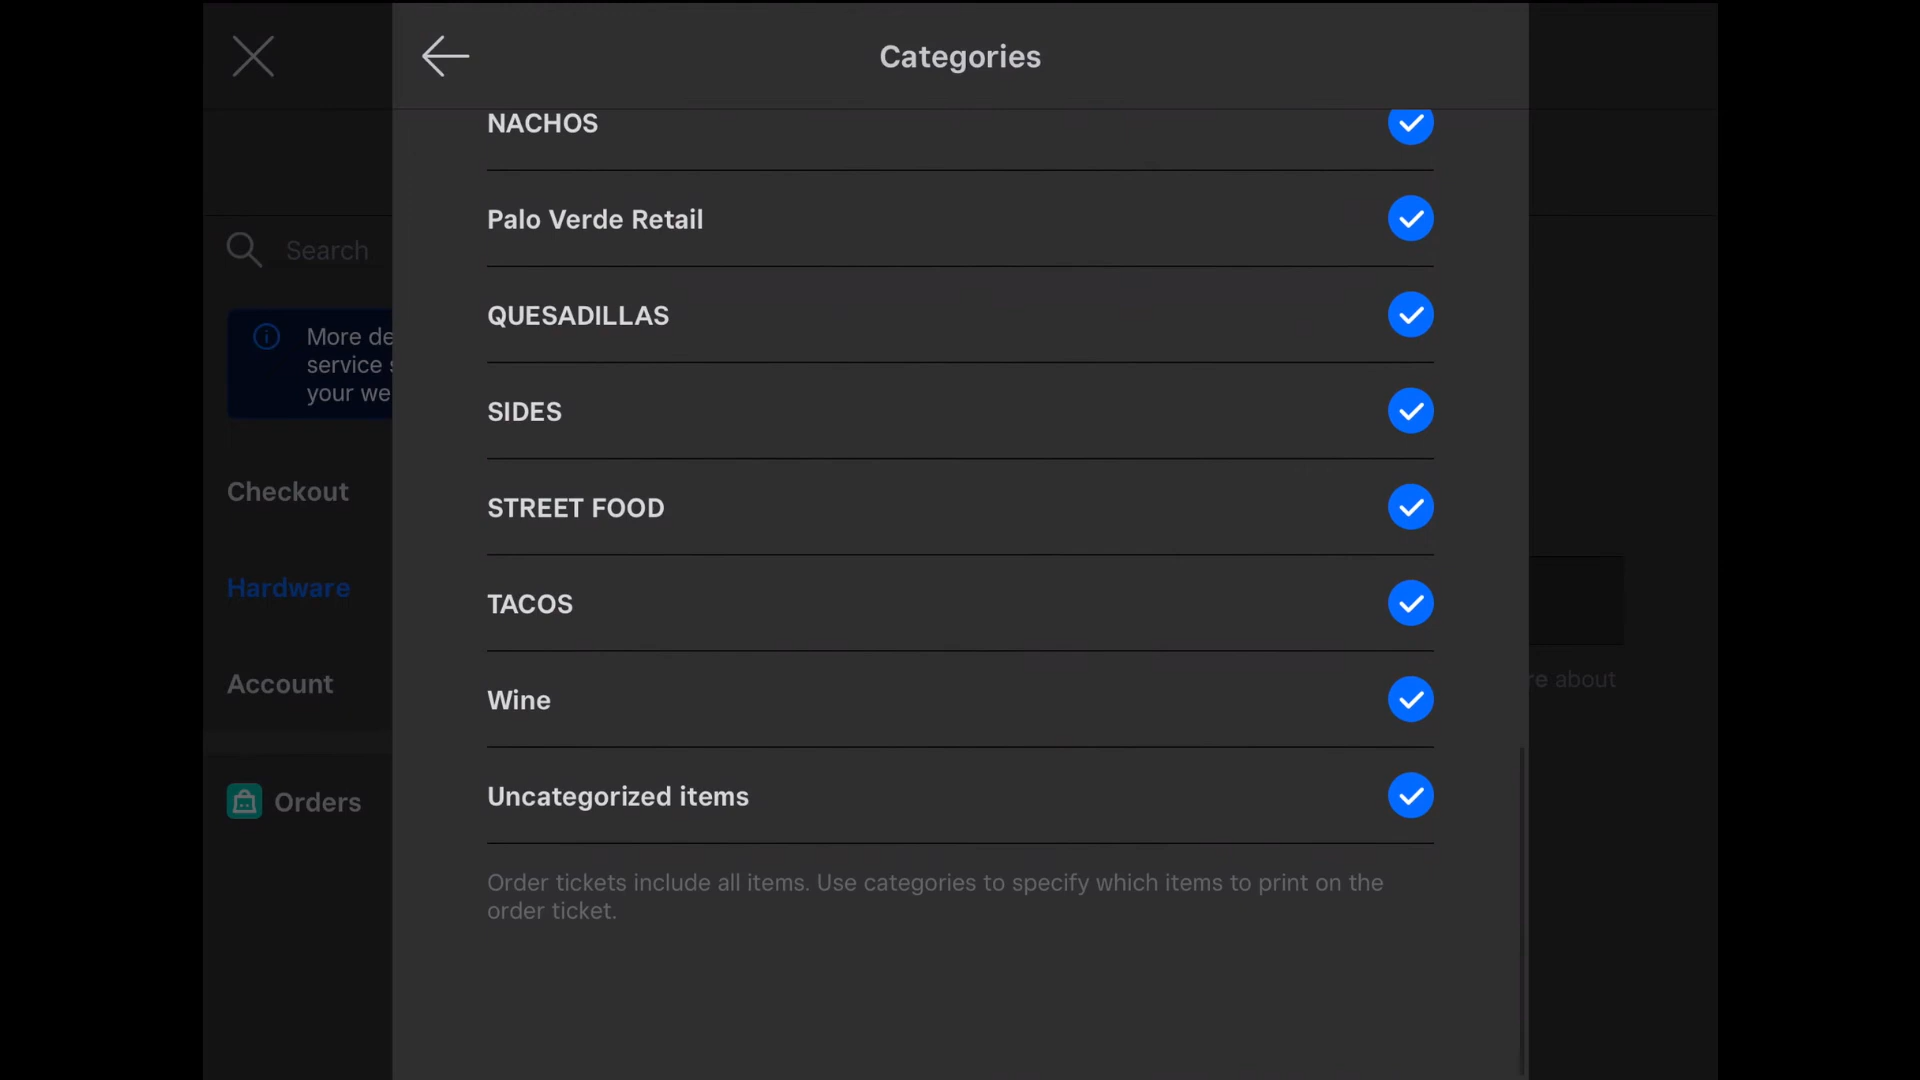 Categories
NACHOS
Palo Verde Retail
Search
QUESADILLAS
More de
service s
your we
SIDES
Checkout
STREET FOOD
Hardware
TACOS
re about
Account
Wine
Uncategorized items
Orders
Order tickets include all items. Use categories to specify which items to print on the
order ticket.